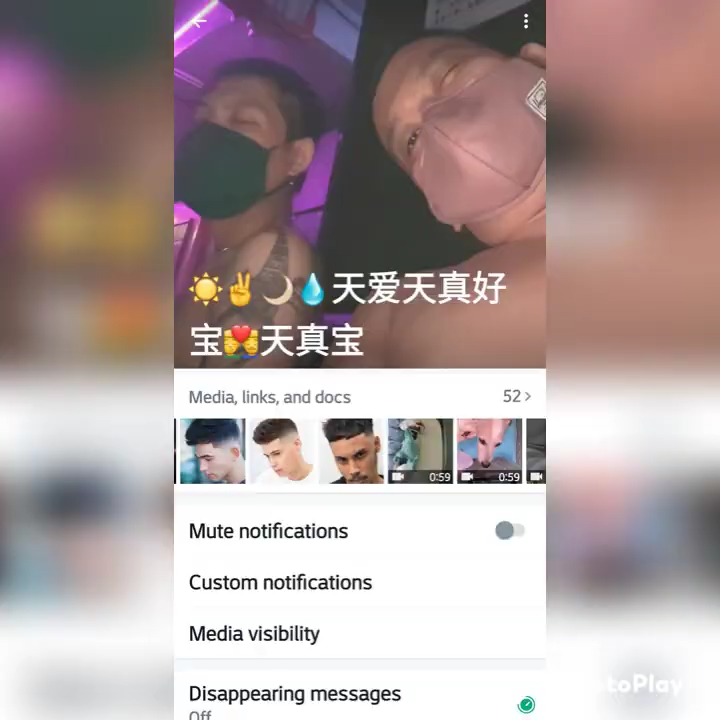 ☀️✌️🌙💧天爱天真好
宝👨‍❤️‍👨天真宝
Media, links, and docs
52 >
0:59
0:59
Mute notifications
Custom notifications
Media visibility
Disappearing messages
Off
toPlay